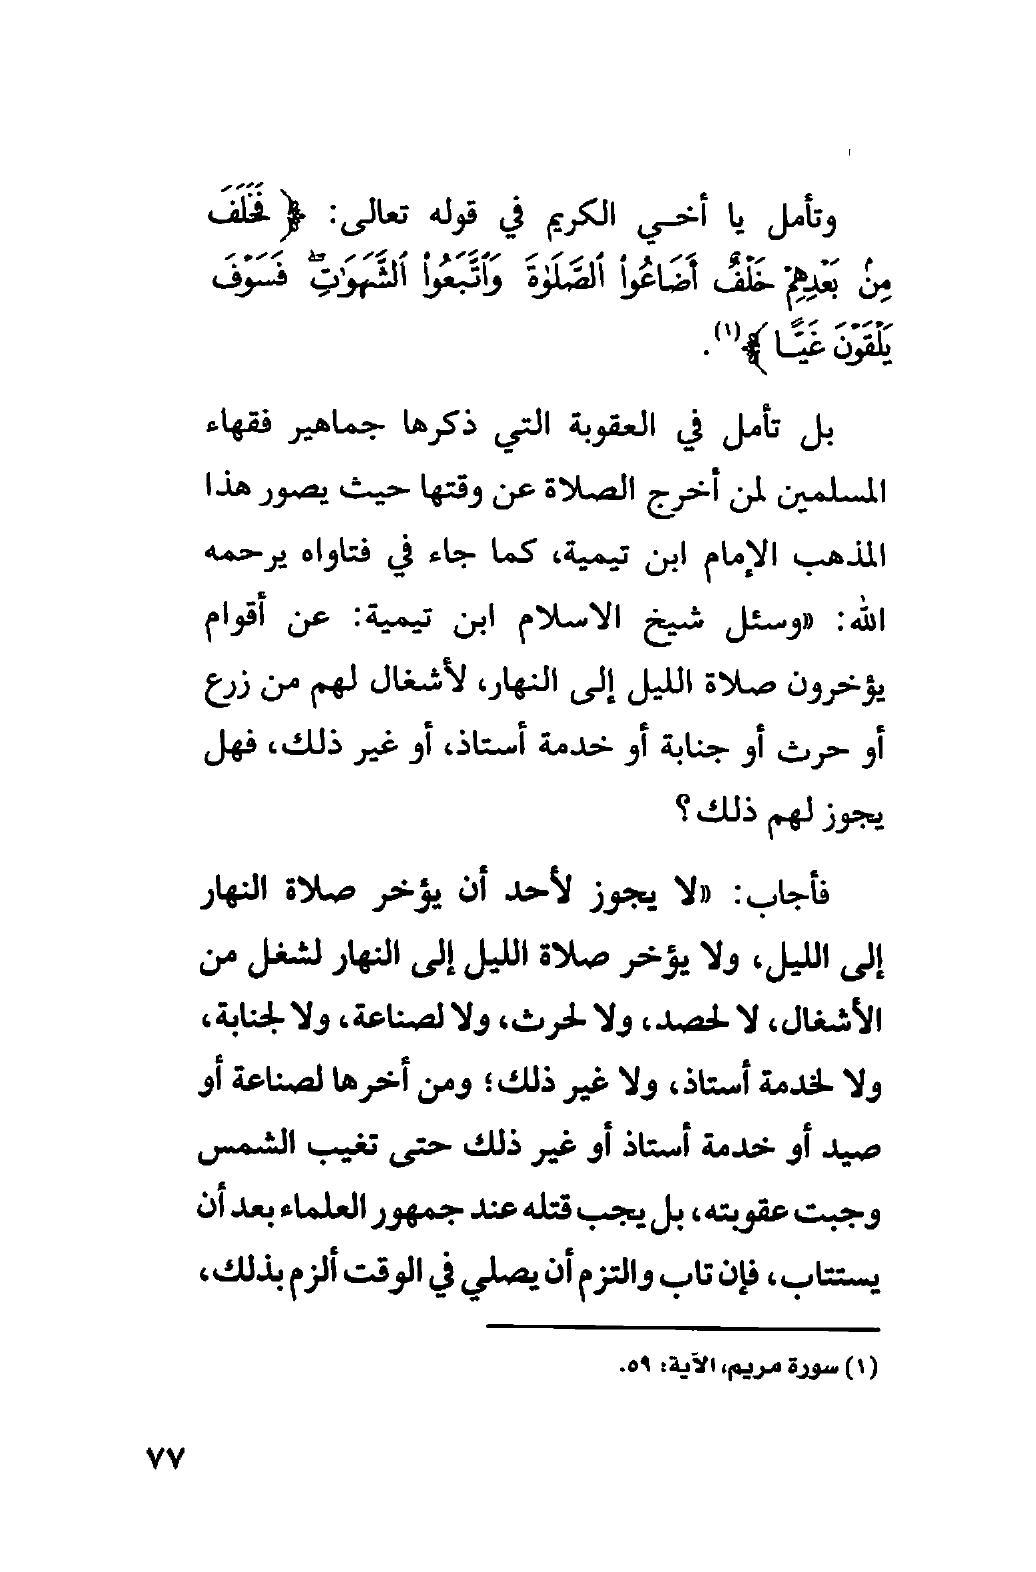 وتأمل يا أخي الكريم في قوله تعالى: ﴿ فَخَلَفَ
مِنۢ بَعْدِهِمْ خَلْفٌ أَضَاعُوا۟ ٱلصَّلَوٰةَ وَٱتَّبَعُوا۟ ٱلشَّهَوَٰتِۖ فَسَوْفَ
يَلْقَوْنَ غَيًّا ﴾(١).
بل تأمل في العقوبة التي ذكرها جماهير فقهاء
المسلمين لمن أخرج الصلاة عن وقتها حيث يصور هذا
المذهب الإمام ابن تيمية، كما جاء في فتاواه يرحمه
الله: «وسئل شيخ الاسلام ابن تيمية: عن أقوام
يؤخرون صلاة الليل إلى النهار، لأشغال لهم من زرع
أو حرث أو جنابة أو خدمة أستاذ، أو غير ذلك، فهل
يجوز لهم ذلك؟
فأجاب: «لا يجوز لأحد أن يؤخر صلاة النهار
إلى الليل، ولا يؤخر صلاة الليل إلى النهار لشغل من
الأشغال، لا لحصد، ولا لحرث، ولا لصناعة، ولا لجنابة،
ولا لخدمة أستاذ، ولا غير ذلك؛ ومن أخرها لصناعة أو
صيد أو خدمة أستاذ أو غير ذلك حتى تغيب الشمس
وجبت عقوبته، بل يجب قتله عند جمهور العلماء بعد أن
يستتاب، فإن تاب والتزم أن يصلي في الوقت ألزم بذلك،
(١) سورة مريم، الآية: ٥٩.
٧٧